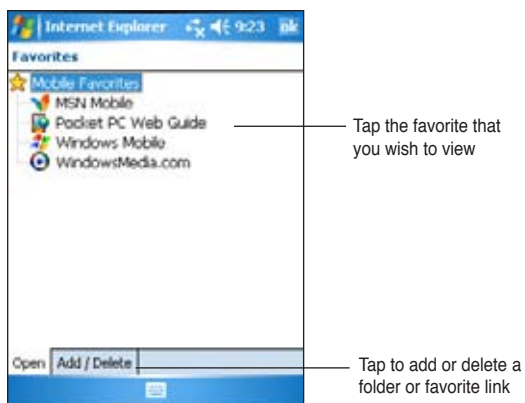 Internet Explorer 9:23 ok
Favorites
Mobile Favorites
MSN Mobile
Pocket PC Web Guide
Windows Mobile
WindowsMedia.com
Tap the favorite that
you wish to view
Open Add / Delete
Tap to add or delete a
folder or favorite link